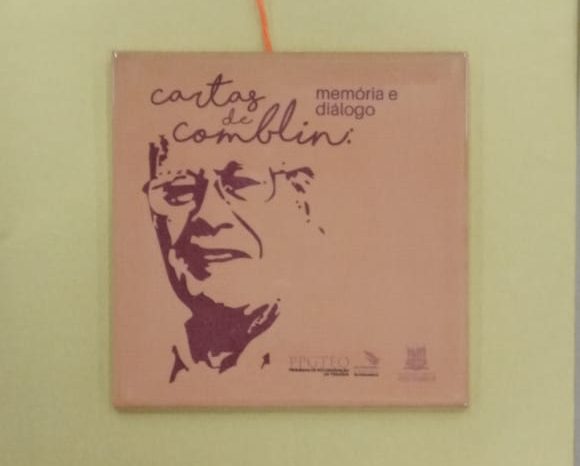 cartas
de
comblin:
memória e
diálogo
PPGTEO